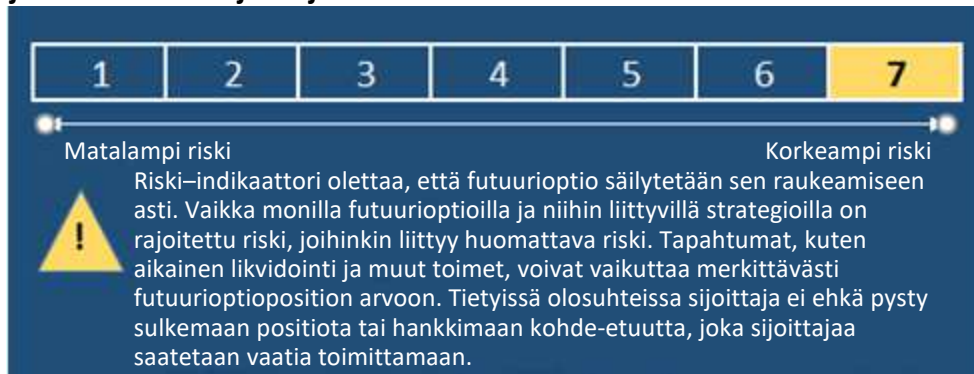 1 2 3 4 5 6 7
Matalampi riski Korkeampi riski
Riski–indikaattori olettaa, että futuurioptio säilytetään sen raukeamiseen
asti. Vaikka monilla futuurioptioilla ja niihin liittyvillä strategioilla on
rajoitettu riski, joihinkin liittyy huomattava riski. Tapahtumat, kuten
aikainen likvidointi ja muut toimet, voivat vaikuttaa merkittävästi
futuurioptioposition arvoon. Tietyissä olosuhteissa sijoittaja ei ehkä pysty
sulkemaan positiota tai hankkimaan kohde-etuutta, joka sijoittajaa
saatetaan vaatia toimittamaan.